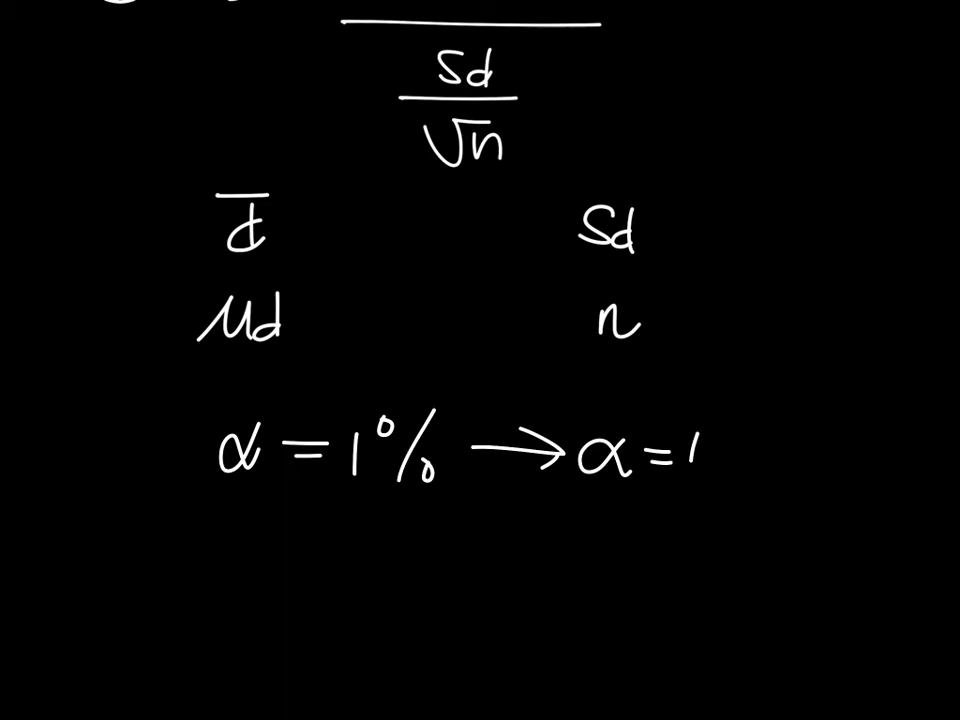 Sd
√n
d̅ Sd
μd n
α = 1% → α = 1